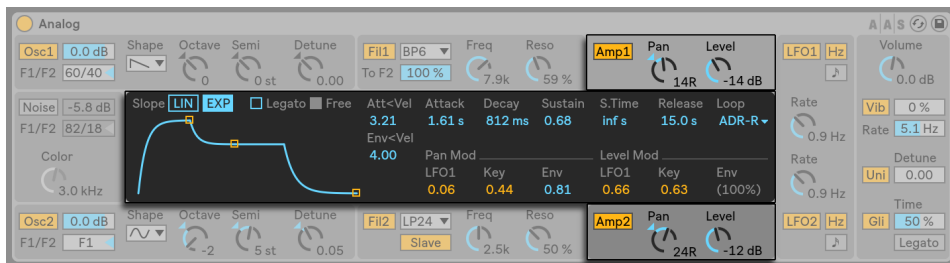 Analog
A A S
Osc1 0.0 dB Shape Octave Semi Detune
F1/F2 60/40 0 0 st 0.00
Fil1 BP6 Freq Reso
To F2 100 % 7.9k 59 %
Amp1 Pan Level
14R -14 dB
LFO1 Hz
Volume
0.0 dB
Noise -5.8 dB
F1/F2 82/18
Color
3.0 kHz
Slope LIN EXP Legato Free
Att<Vel Attack Decay Sustain S.Time Release Loop
3.21 1.61 s 812 ms 0.68 inf s 15.0 s ADR-R
Env<Vel
4.00
Pan Mod Level Mod
LFO1 Key Env LFO1 Key Env
0.06 0.44 0.81 0.66 0.63 (100%)
Rate
0.9 Hz
Rate
0.9 Hz
Vib 0 %
Rate 5.1 Hz
Detune
Uni 0.00
Osc2 0.0 dB Shape Octave Semi Detune
F1/F2 F1 -2 5 st 0.05
Fil2 LP24 Freq Reso
Slave 2.5k 50 %
Amp2 Pan Level
24R -12 dB
LFO2 Hz
Time
Gli 50 %
Legato